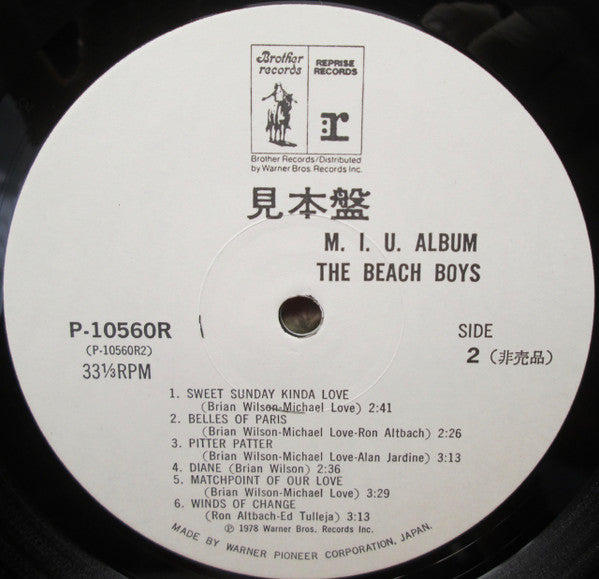 Brother
records
REPRISE
RECORDS
:r
Brother Records/Distributed
by Warner Bros. Records Inc.
見本盤
M. I. U. ALBUM
THE BEACH BOYS
P-10560R
(P-10560R2)
33⅓RPM
SIDE
2 (非売品)
1. SWEET SUNDAY KINDA LOVE
(Brian Wilson-Michael Love) 2:41
2. BELLES OF PARIS
(Brian Wilson-Michael Love-Ron Altbach) 2:26
3. PITTER PATTER
(Brian Wilson-Michael Love-Alan Jardine) 3:13
4. DIANE (Brian Wilson) 2:36
5. MATCHPOINT OF OUR LOVE
(Brian Wilson-Michael Love) 3:29
6. WINDS OF CHANGE
(Ron Altbach-Ed Tulleja) 3:13
℗ 1978 Warner Bros. Records Inc.
MADE BY WARNER PIONEER CORPORATION, JAPAN.